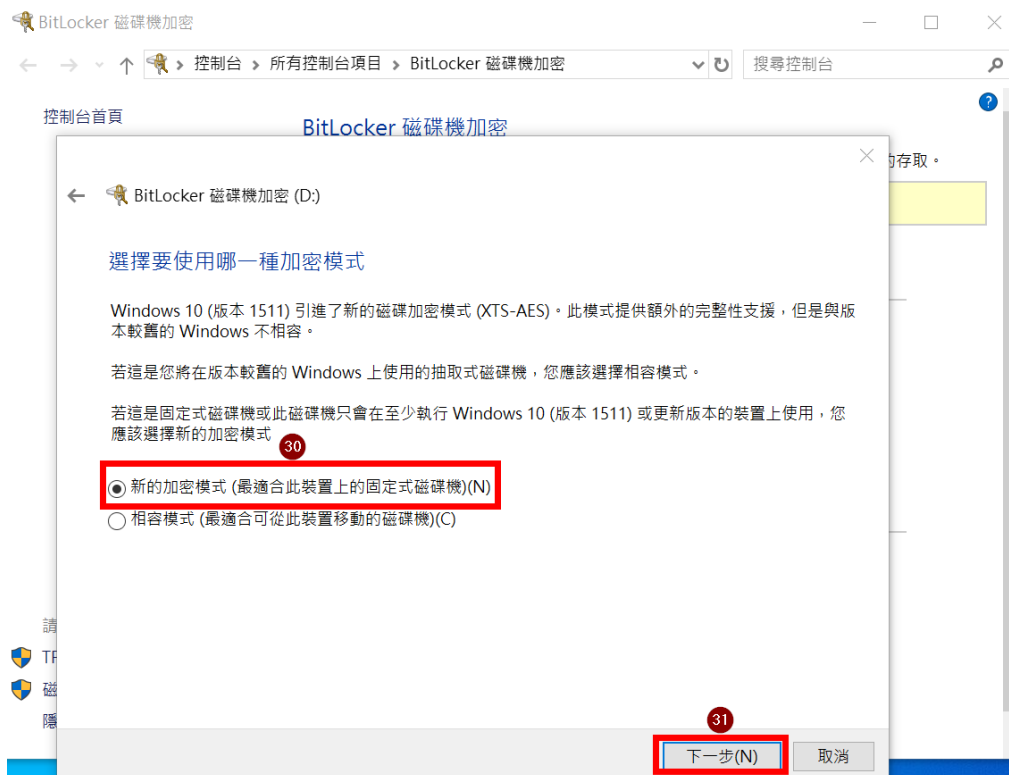 BitLocker 磁碟機加密
控制台 › 所有控制台項目 › BitLocker 磁碟機加密
搜尋控制台
控制台首頁
BitLocker 磁碟機加密
的存取。
BitLocker 磁碟機加密 (D:)
選擇要使用哪一種加密模式
Windows 10 (版本 1511) 引進了新的磁碟加密模式 (XTS-AES)。此模式提供額外的完整性支援，但是與版
本較舊的 Windows 不相容。
若這是您將在版本較舊的 Windows 上使用的抽取式磁碟機，您應該選擇相容模式。
若這是固定式磁碟機或此磁碟機只會在至少執行 Windows 10 (版本 1511) 或更新版本的裝置上使用，您
應該選擇新的加密模式
30
新的加密模式 (最適合此裝置上的固定式磁碟機)(N)
相容模式 (最適合可從此裝置移動的磁碟機)(C)
請
磁
隱
31
下一步(N)
取消